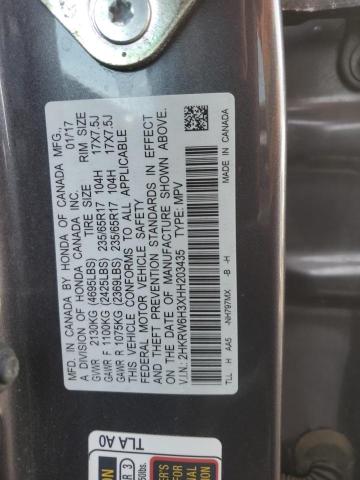 MFD. IN CANADA BY HONDA OF CANADA MFG., 01/17
A DIVISION OF HONDA CANADA INC.
TIRE SIZE RIM SIZE
GVWR 2130KG (4695LBS)
GAWR F 1100KG (2425LBS) 235/65R17 104H 17X7.5J
GAWR R 1075KG (2369LBS) 235/65R17 104H 17X7.5J
THIS VEHICLE CONFORMS TO ALL APPLICABLE
FEDERAL MOTOR VEHICLE SAFETY
AND THEFT PREVENTION STANDARDS IN EFFECT
ON THE DATE OF MANUFACTURE SHOWN ABOVE.
V.I.N.: 2HKRW6H3XHH203435 TYPE: MPV
TLL H AA5 -NH797MX -B -H MADE IN CANADA
TLA A0